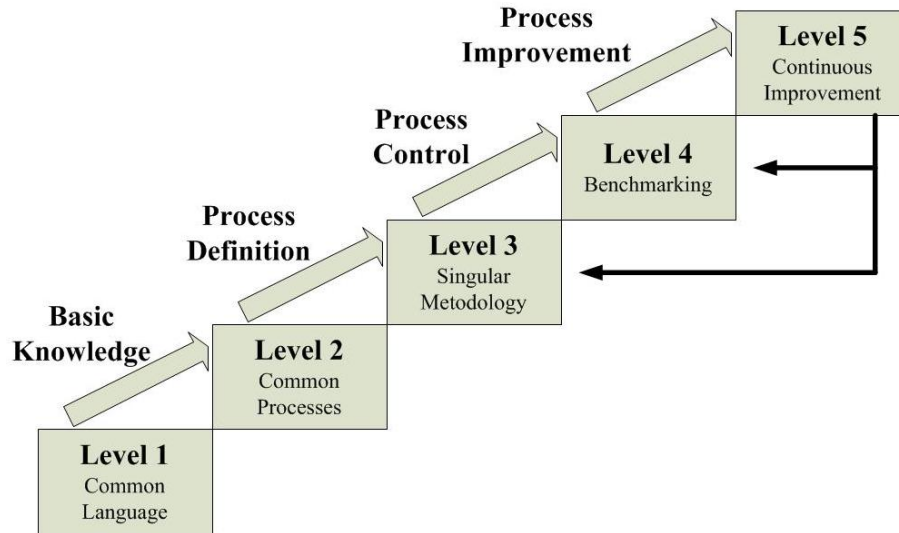 Process
Improvement
Level 5
Continuous
Improvement
Process
Control
Level 4
Benchmarking
Process
Definition
Level 3
Singular
Metodology
Basic
Knowledge
Level 2
Common
Processes
Level 1
Common
Language